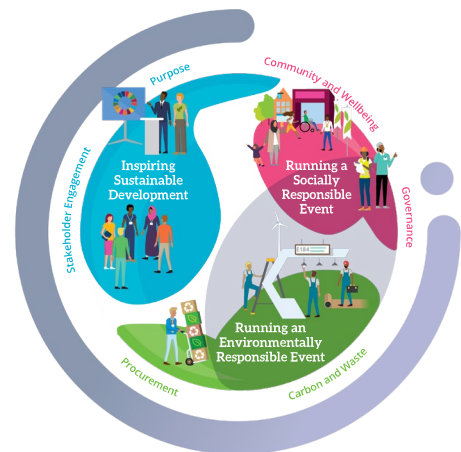 Purpose
Community and Wellbeing
Inspiring
Sustainable
Development
Running a
Socially
Responsible
Event
Stakeholder Engagement
Governance
E184
Running an
Environmentally
Responsible Event
Procurement
Carbon and Waste